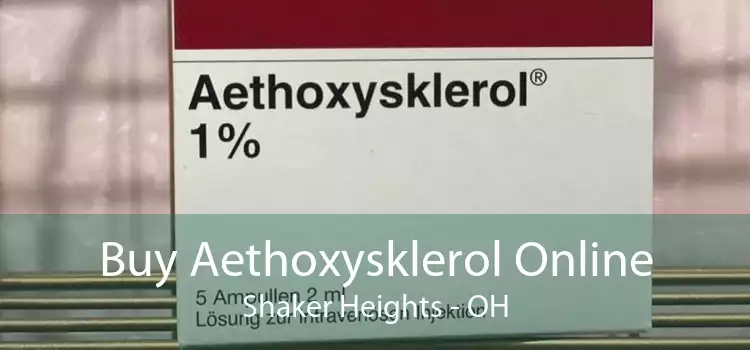 Aethoxysklerol®
1%
Buy Aethoxysklerol Online
5 Ampullen 2 ml
Shaker Heights - OH
Lösung zur intravenösen Injektion